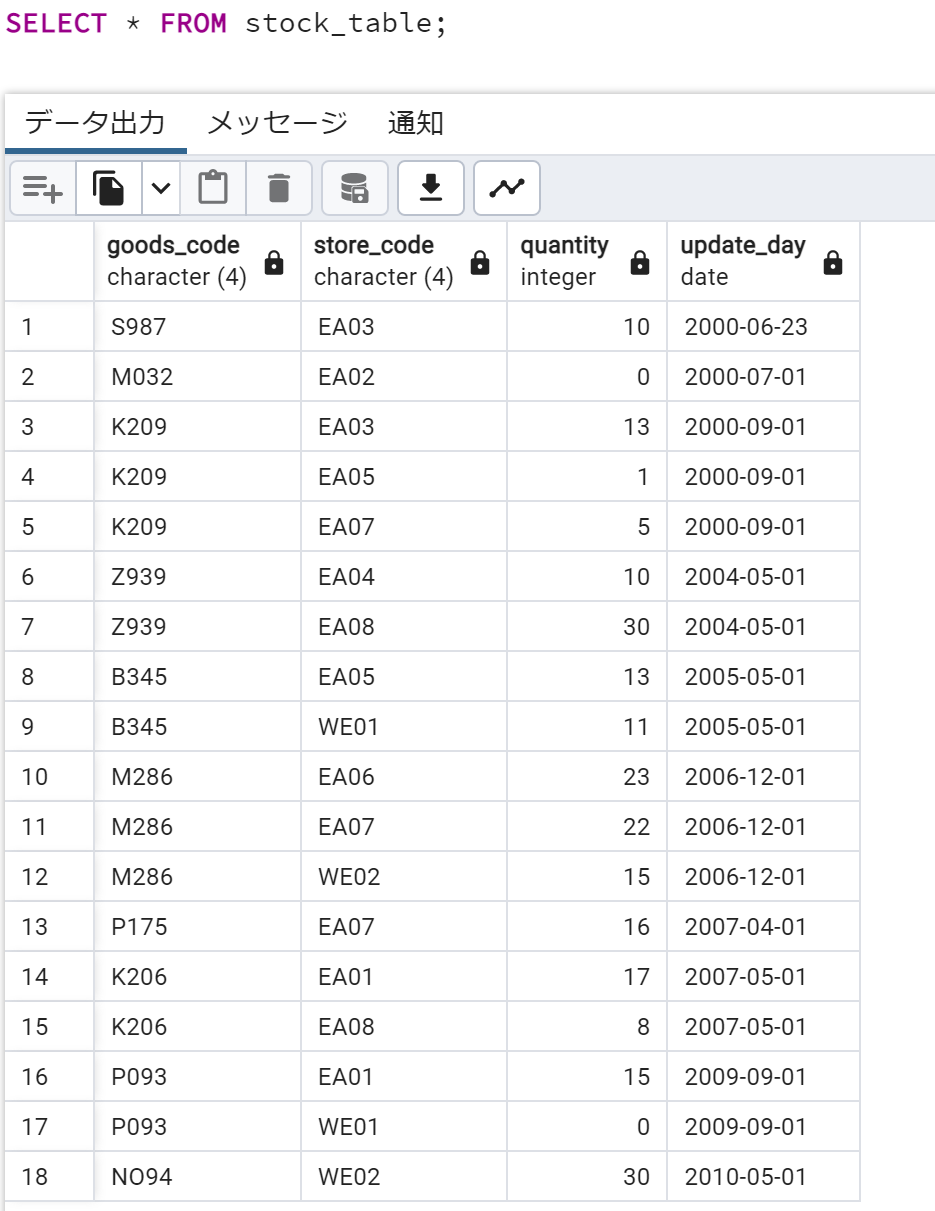 SELECT * FROM stock_table;
データ出力 メッセージ 通知
goods_code store_code quantity update_day
character (4) character (4) integer date
1 S987 EA03 10 2000-06-23
2 M032 EA02 0 2000-07-01
3 K209 EA03 13 2000-09-01
4 K209 EA05 1 2000-09-01
5 K209 EA07 5 2000-09-01
6 Z939 EA04 10 2004-05-01
7 Z939 EA08 30 2004-05-01
8 B345 EA05 13 2005-05-01
9 B345 WE01 11 2005-05-01
10 M286 EA06 23 2006-12-01
11 M286 EA07 22 2006-12-01
12 M286 WE02 15 2006-12-01
13 P175 EA07 16 2007-04-01
14 K206 EA01 17 2007-05-01
15 K206 EA08 8 2007-05-01
16 P093 EA01 15 2009-09-01
17 P093 WE01 0 2009-09-01
18 NO94 WE02 30 2010-05-01